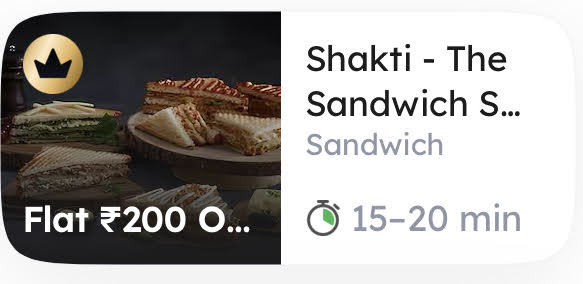 Shakti - The
Sandwich S...
Sandwich
Flat ₹200 O...
15–20 min